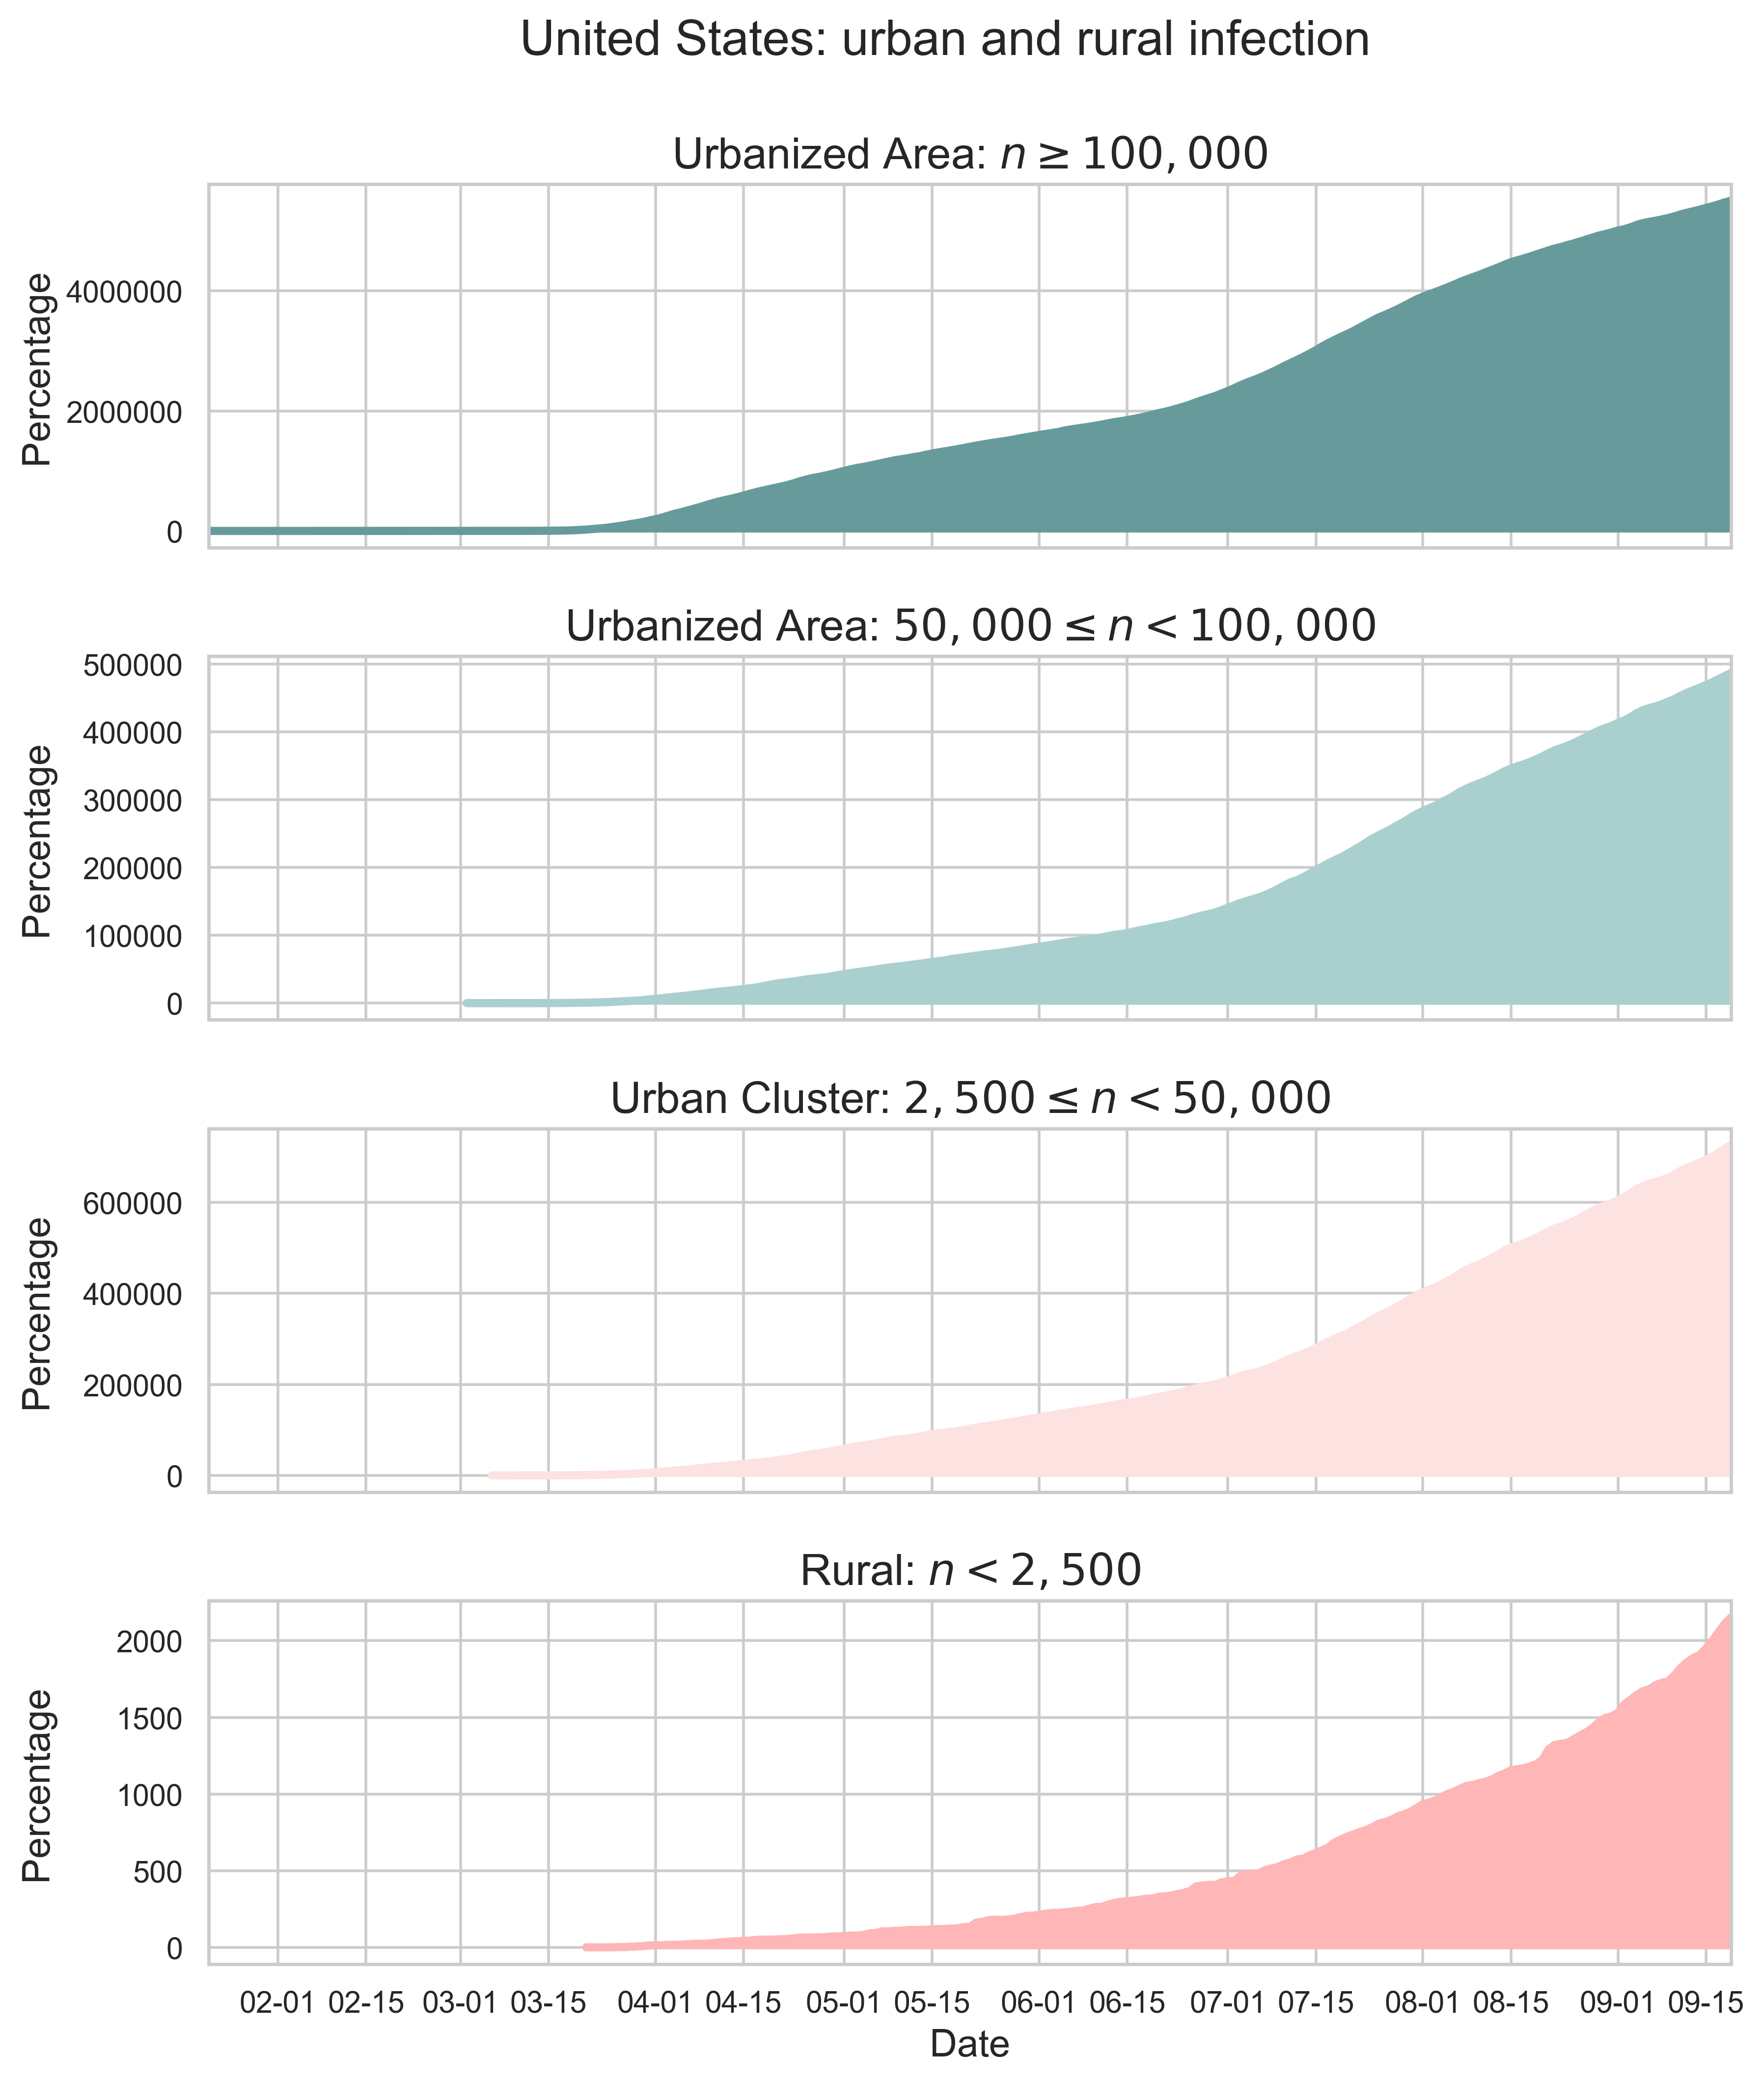 United States: urban and rural infection
Urbanized Area: n ≥ 100,000
Percentage
4000000
2000000
0
Urbanized Area: 50,000 ≤ n < 100,000
Percentage
500000
400000
300000
200000
100000
0
Urban Cluster: 2,500 ≤ n < 50,000
Percentage
600000
400000
200000
0
Rural: n < 2,500
Percentage
2000
1500
1000
500
0
02-01 02-15 03-01 03-15 04-01 04-15 05-01 05-15 06-01 06-15 07-01 07-15 08-01 08-15 09-01 09-15
Date